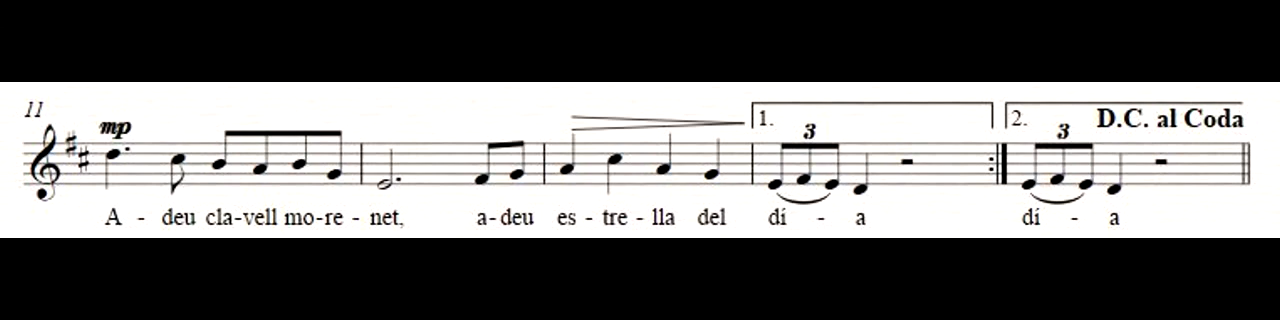 11
mp
1.
3
2.
3
D.C. al Coda
A - deu cla-vell mo-re - net, a-deu es - tre - lla del dí - a dí - a